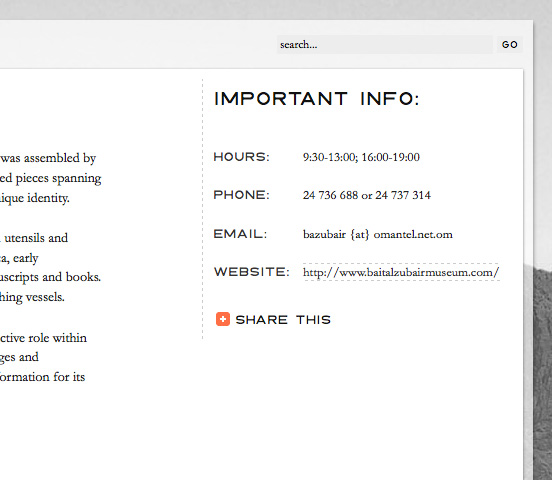 search...
GO
IMPORTANT INFO:
was assembled by
ed pieces spanning
ique identity.
utensils and
a, early
uscripts and books.
hing vessels.
ctive role within
ges and
formation for its
HOURS: 9:30-13:00; 16:00-19:00
PHONE: 24 736 688 or 24 737 314
EMAIL: bazubair {at} omantel.net.om
WEBSITE: http://www.baitalzubairmuseum.com/
SHARE THIS